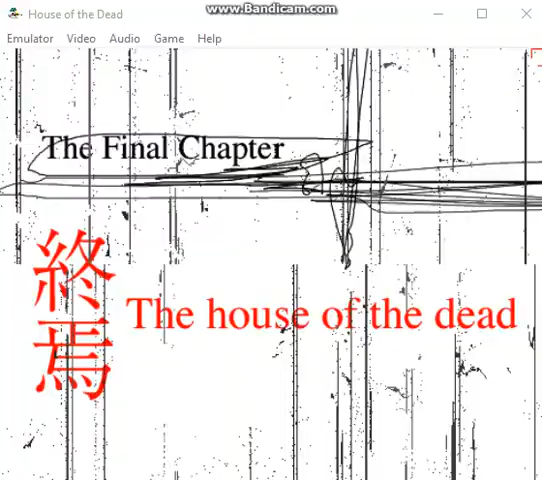 www.Bandicam.com
House of the Dead
Emulator Video Audio Game Help
The Final Chapter
終焉
The house of the dead